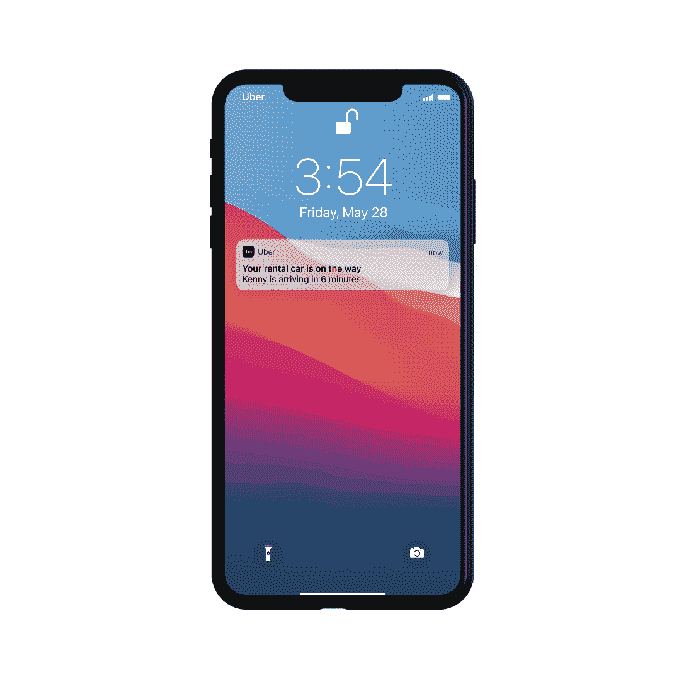 Uber
3:54
Friday, May 28
Uber
now
Your rental car is on the way
Kenny is arriving in 6 minutes